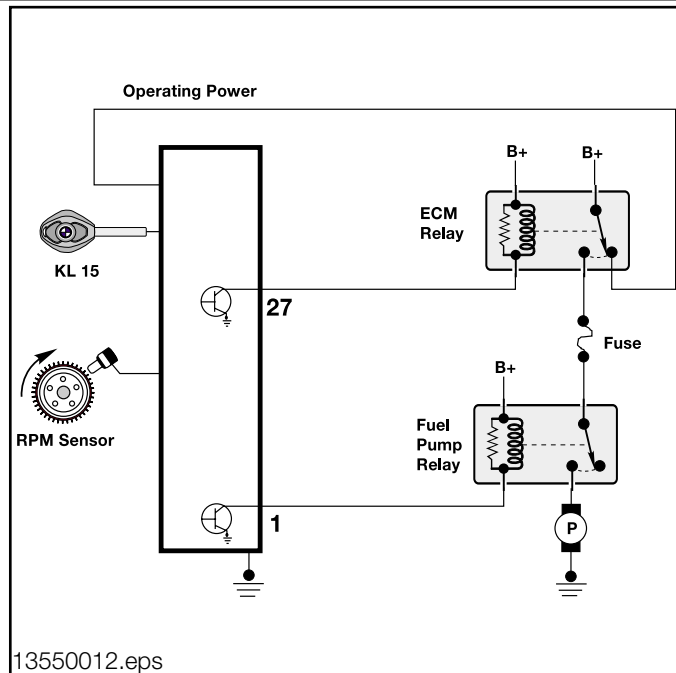 Operating Power
B+ B+
ECM
Relay
KL 15
27
Fuse
B+
RPM Sensor
Fuel
Pump
Relay
1
P
13550012.eps